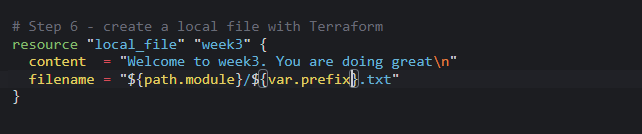 # Step 6 - create a local file with Terraform
resource "local_file" "week3" {
  content  = "Welcome to week3. You are doing great\n"
  filename = "${path.module}/${var.prefix}.txt"
}